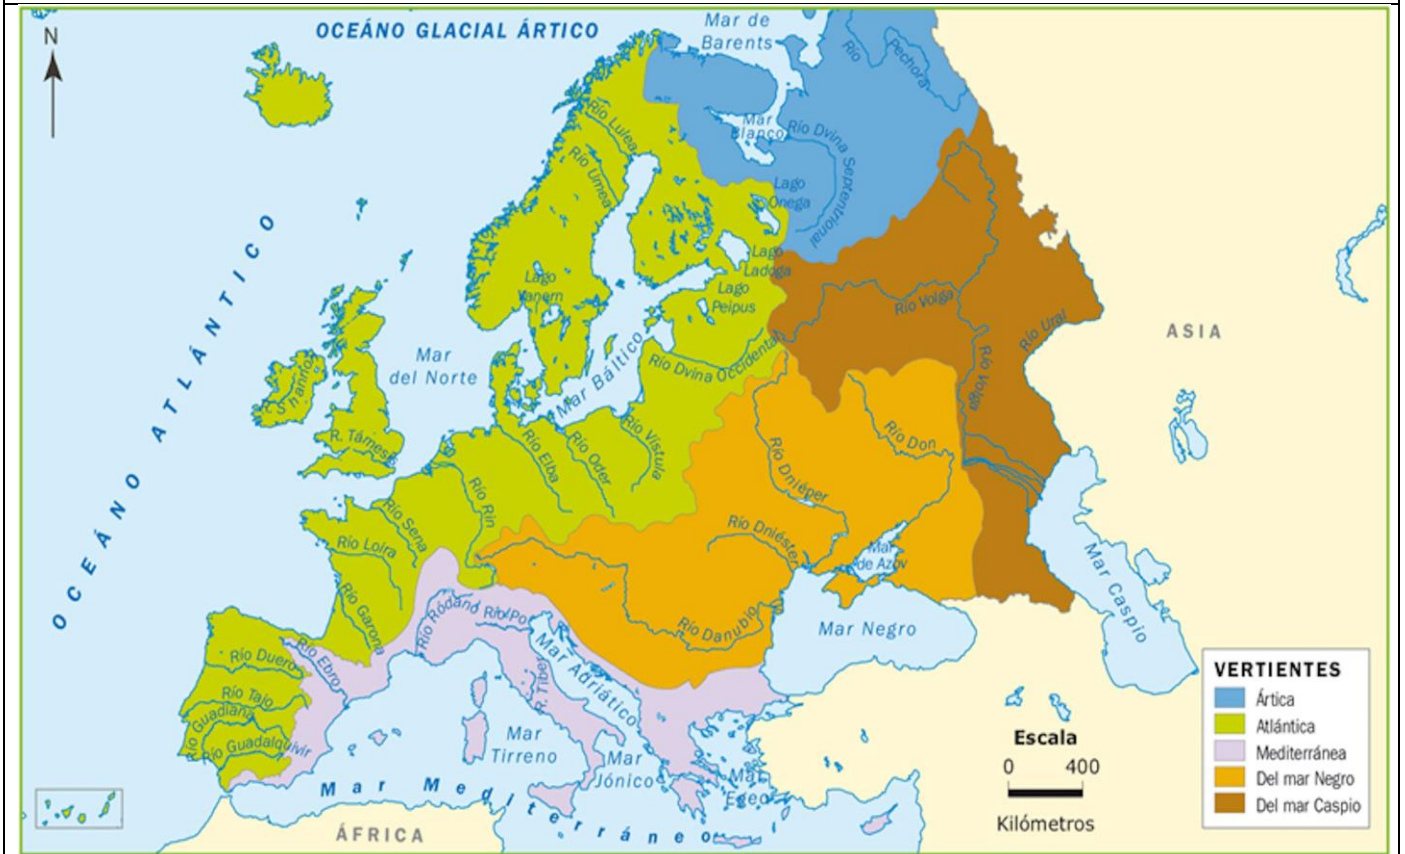 N
OCEÁNO GLACIAL ÁRTICO
Mar de
Barents
Río
Pechora
Mar
Blanco
Río Dvina Septentrional
Río Lulea
Río Umea
Lago
Onega
Lago
Ladoga
Lago
Vanern
Lago
Peipus
OCEÁNO ATLÁNTICO
Mar
del Norte
Mar Báltico
Río Dvina Occidental
Río Volga
Río Volga
Río Ural
ASIA
R. Shannon
R. Támesis
Río Elba
Río Oder
Río Vístula
Río Rin
Río Sena
Río Loira
Río Garona
Río Dniéper
Río Don
Río Dniéster
Mar
de Azov
Mar Caspio
Río Danubio
Mar Negro
Río Ródano
Río Po
Río Ebro
Río Duero
Río Tajo
Río Guadiana
Río Guadalquivir
R. Tíber
Mar Adriático
Mar
Tirreno
Mar
Jónico
Mar
Egeo
Mar Mediterráneo
ÁFRICA
Escala
0 400
Kilómetros
VERTIENTES
Ártica
Atlántica
Mediterránea
Del mar Negro
Del mar Caspio